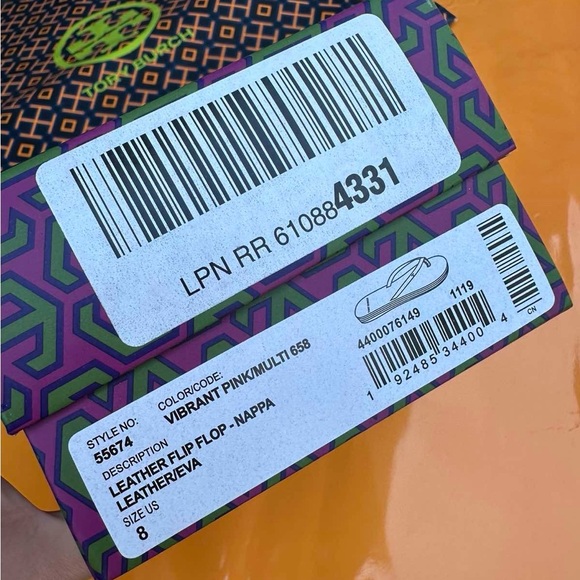 TORY BURCH
LPN RR 610884331
STYLE NO:
55674
COLOR/CODE:
VIBRANT PINK/MULTI 658
DESCRIPTION
LEATHER FLIP FLOP - NAPPA
LEATHER/EVA
SIZE US
8
4400076149 1119
1 92485 34400 4
CN